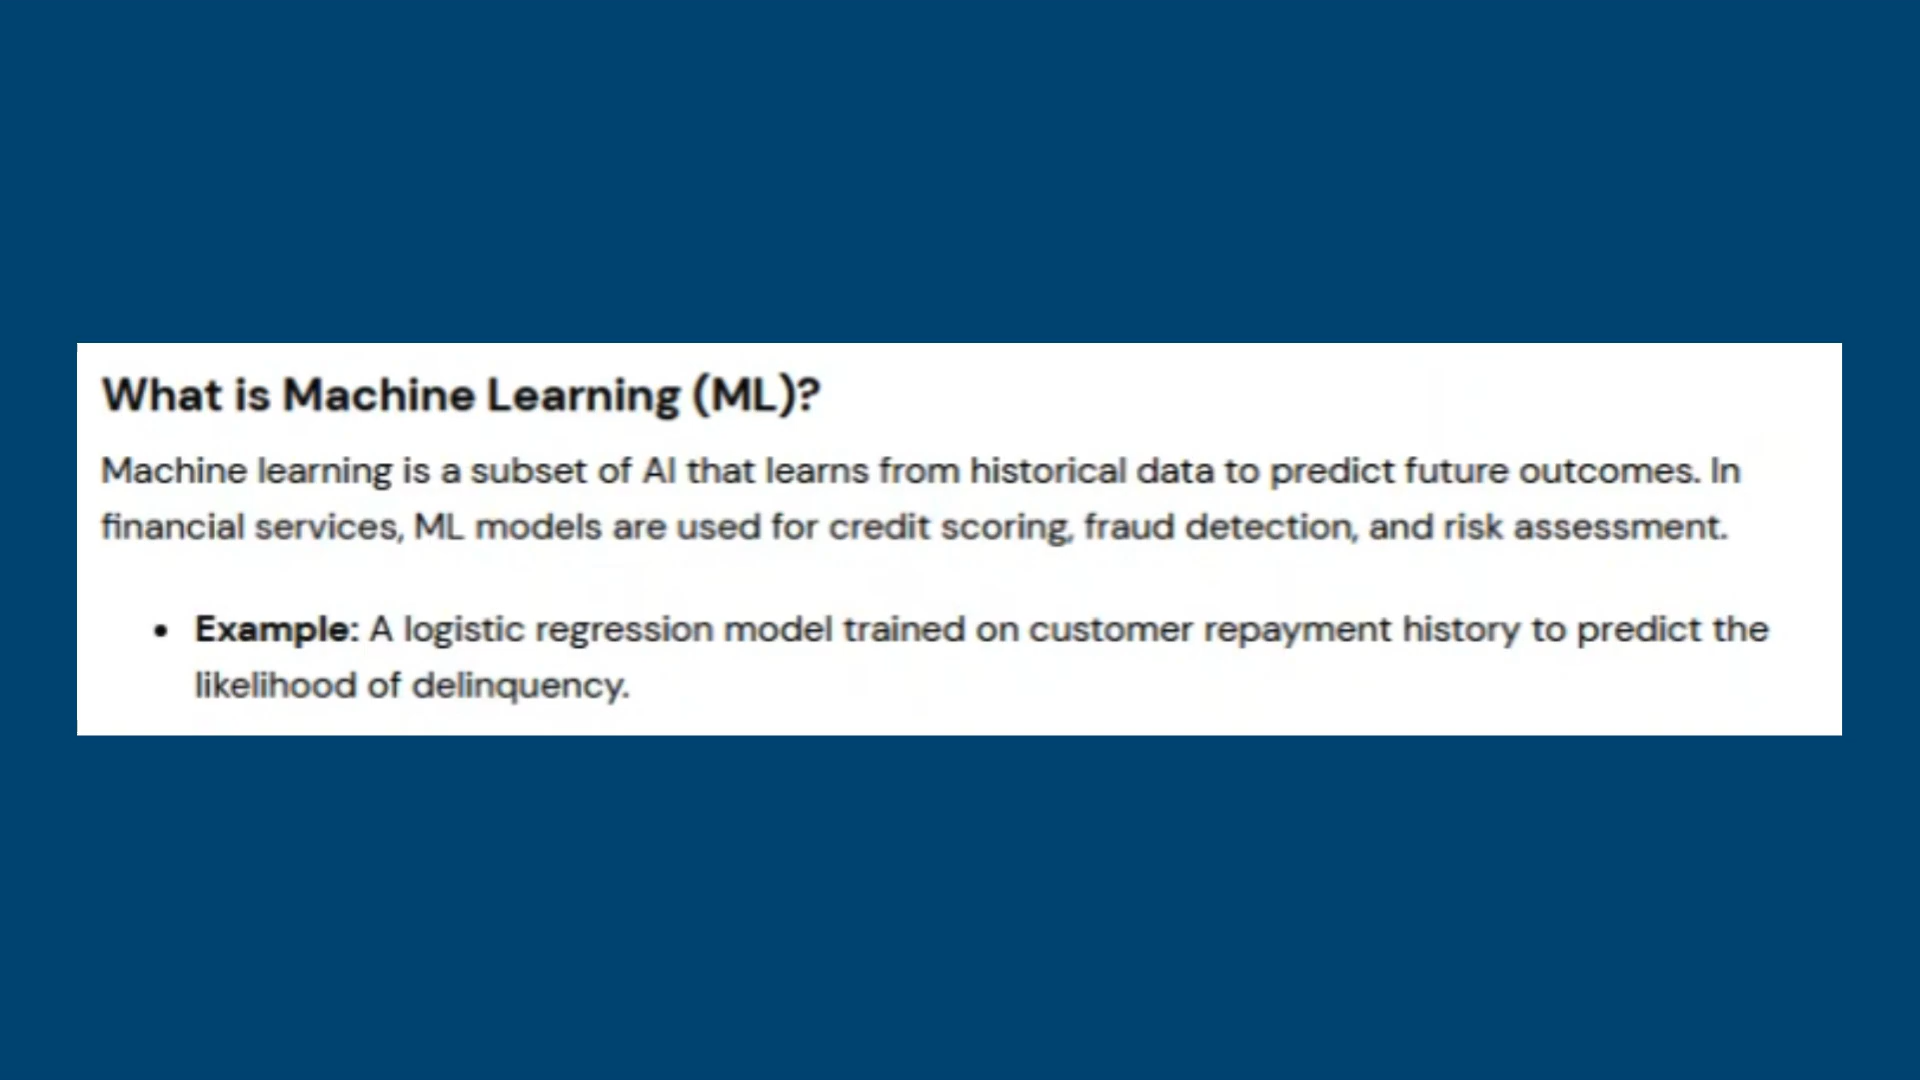 What is Machine Learning (ML)?
Machine learning is a subset of AI that learns from historical data to predict future outcomes. In
financial services, ML models are used for credit scoring, fraud detection, and risk assessment.
• Example: A logistic regression model trained on customer repayment history to predict the
likelihood of delinquency.